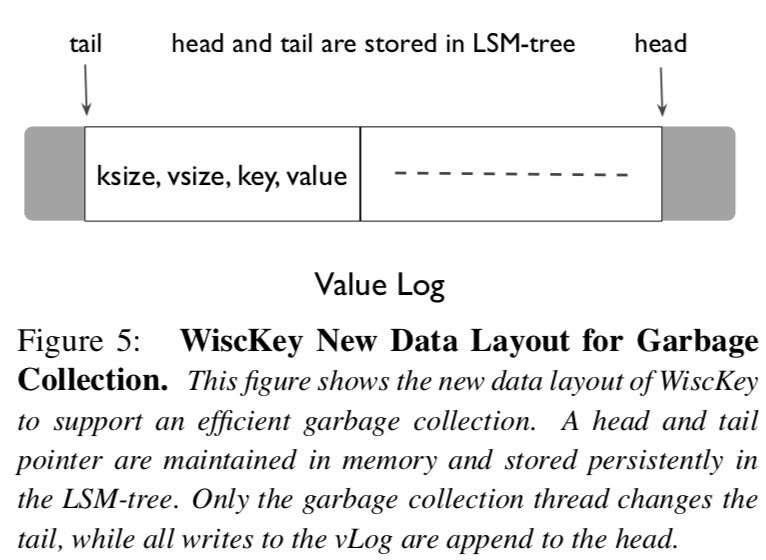 tail head and tail are stored in LSM-tree head
ksize, vsize, key, value
Value Log
Figure 5: WiscKey New Data Layout for Garbage
Collection. This figure shows the new data layout of WiscKey
to support an efficient garbage collection. A head and tail
pointer are maintained in memory and stored persistently in
the LSM-tree. Only the garbage collection thread changes the
tail, while all writes to the vLog are append to the head.